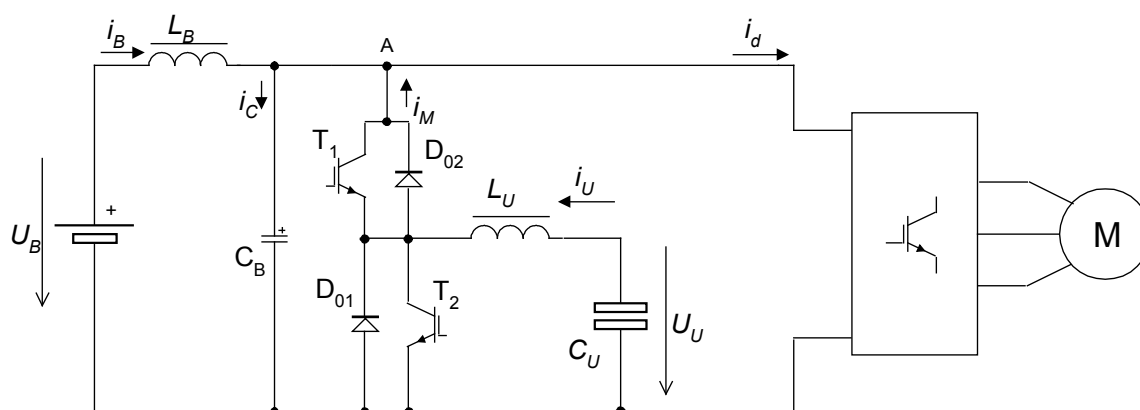 i_B
L_B
A
i_d
i_C
i_M
T_1
D_02
L_U
i_U
U_B
+
+
C_B
D_01
T_2
C_U
U_U
M